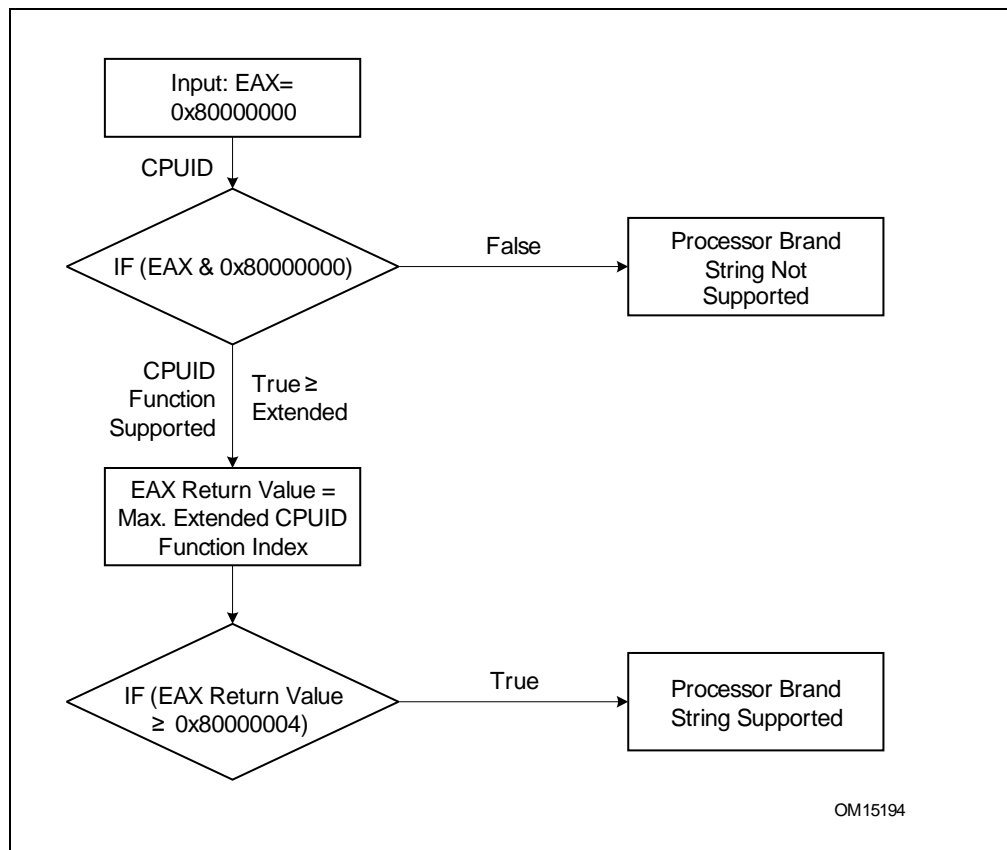 Input: EAX=
0x80000000
CPUID
IF (EAX & 0x80000000)
False
Processor Brand
String Not
Supported
CPUID
Function
Supported
True ≥
Extended
EAX Return Value =
Max. Extended CPUID
Function Index
IF (EAX Return Value
≥ 0x80000004)
True
Processor Brand
String Supported
OM15194